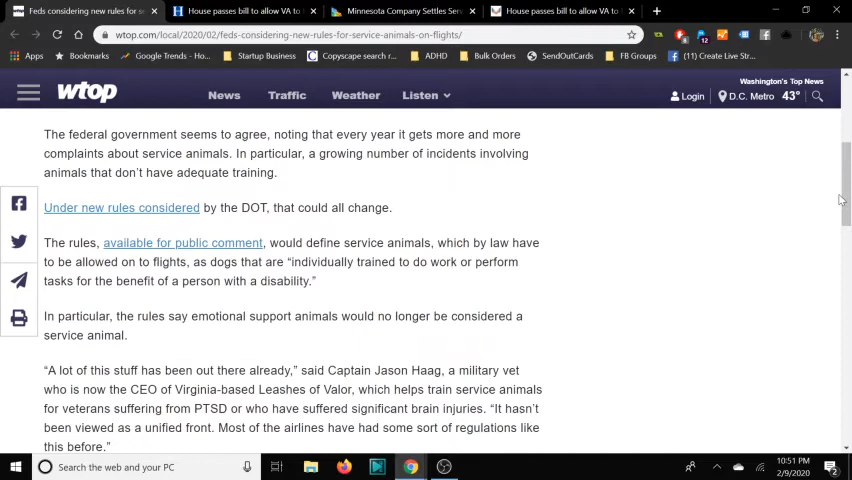 Feds considering new rules for se
House passes bill to allow VA to
Minnesota Company Settles Serv
House passes bill to allow VA to
wtop.com/local/2020/02/feds-considering-new-rules-for-service-animals-on-flights/
Apps
Bookmarks
Google Trends - Ho...
Startup Business
Copyscape search r...
ADHD
Bulk Orders
SendOutCards
FB Groups
(11) Create Live Str...
Washington's Top News
wtop
News
Traffic
Weather
Listen
Login
D.C. Metro
43°
The federal government seems to agree, noting that every year it gets more and more
complaints about service animals. In particular, a growing number of incidents involving
animals that don't have adequate training.
Under new rules considered by the DOT, that could all change.
The rules, available for public comment, would define service animals, which by law have
to be allowed on to flights, as dogs that are “individually trained to do work or perform
tasks for the benefit of a person with a disability.”
In particular, the rules say emotional support animals would no longer be considered a
service animal.
“A lot of this stuff has been out there already,” said Captain Jason Haag, a military vet
who is now the CEO of Virginia-based Leashes of Valor, which helps train service animals
for veterans suffering from PTSD or who have suffered significant brain injuries. “It hasn't
been viewed as a unified front. Most of the airlines have had some sort of regulations like
this before.”
Search the web and your PC
10:51 PM
2/9/2020